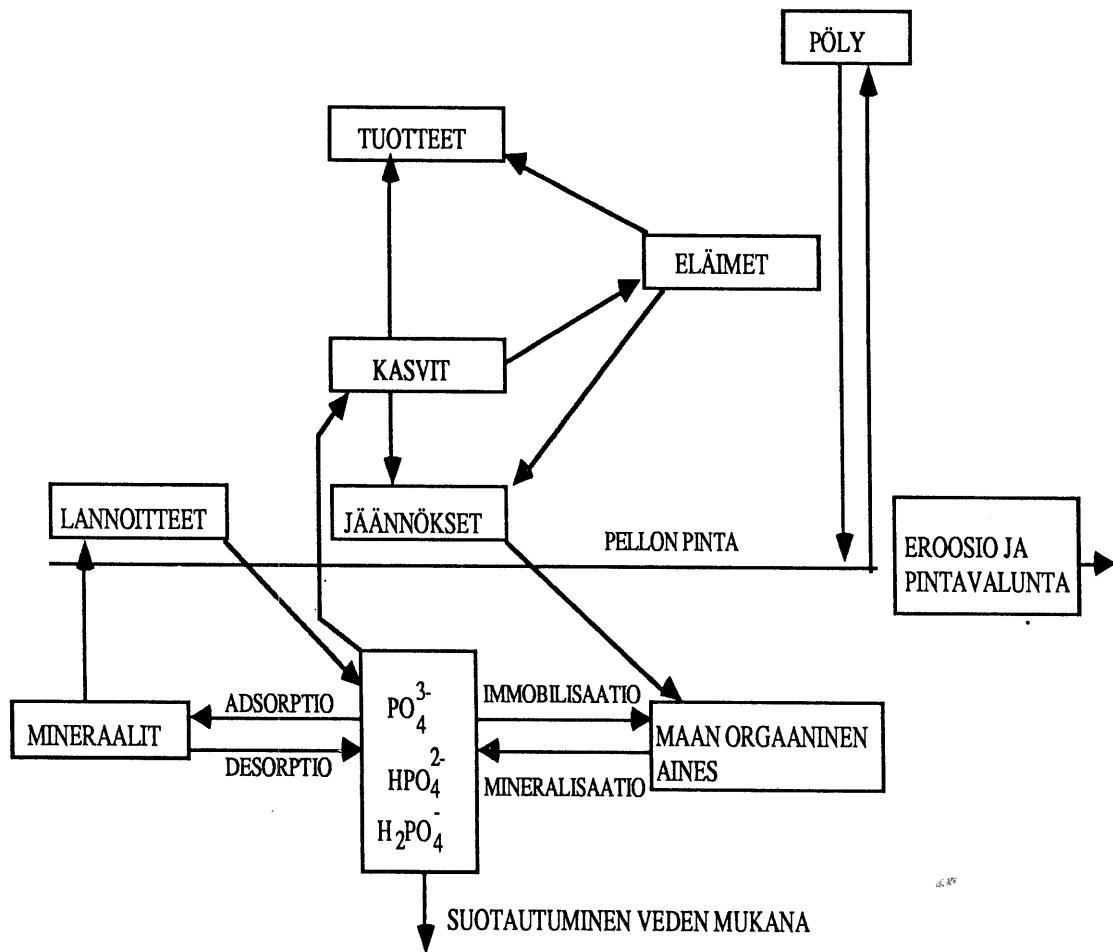 PÖLY
TUOTTEET
ELÄIMET
KASVIT
LANNOITTEET
JÄÄNNÖKSET
PELLON PINTA
EROOSIO JA
PINTAVALUNTA
MINERAALIT
ADSORPTIO
DESORPTIO
PO₄³⁻
HPO₄²⁻
H₂PO₄⁻
IMMOBILISAATIO
MINERALISAATIO
MAAN ORGAANINEN
AINES
SUOTAUTUMINEN VEDEN MUKANA